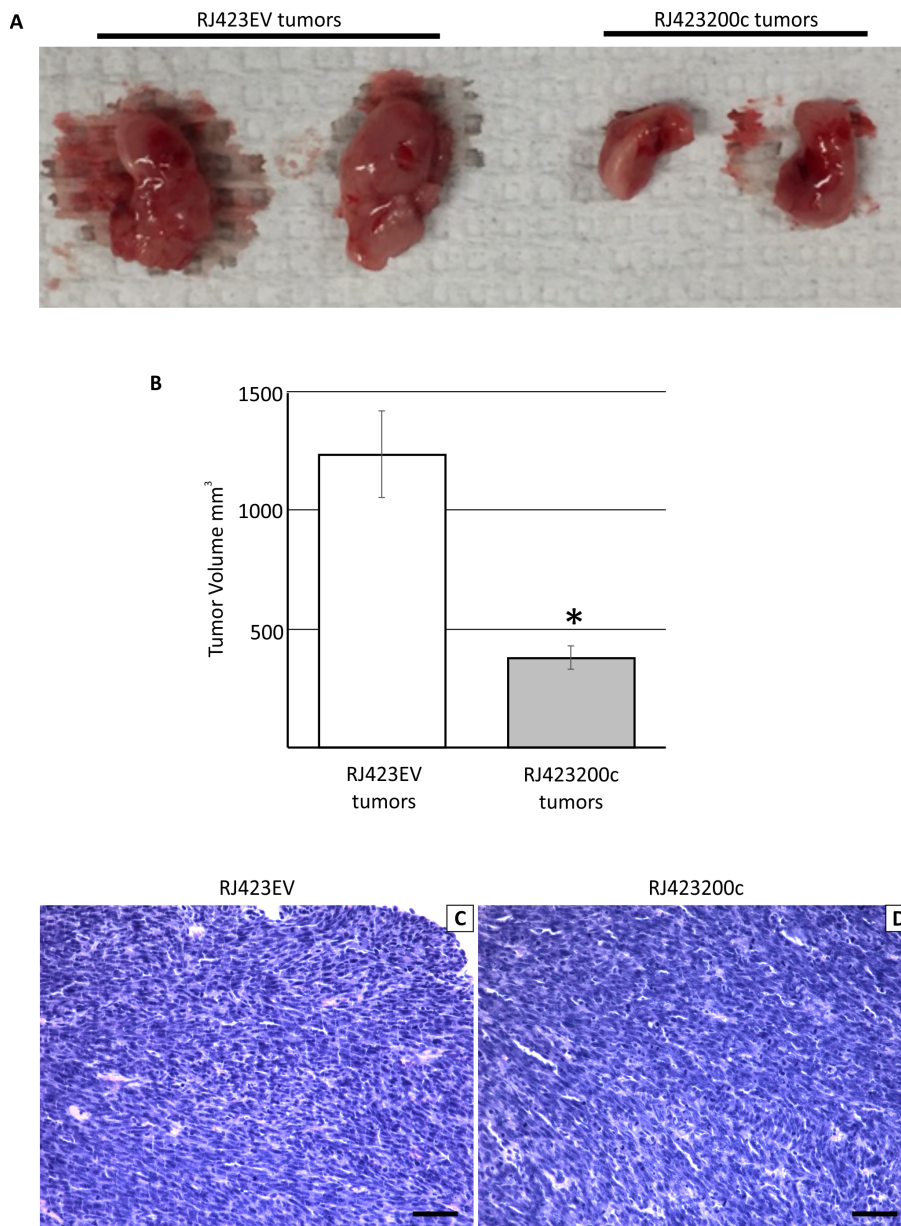 A
RJ423EV tumors
RJ423200c tumors
B
1500
1000
500
Tumor Volume mm³
*
RJ423EV
tumors
RJ423200c
tumors
RJ423EV
RJ423200c
C
D